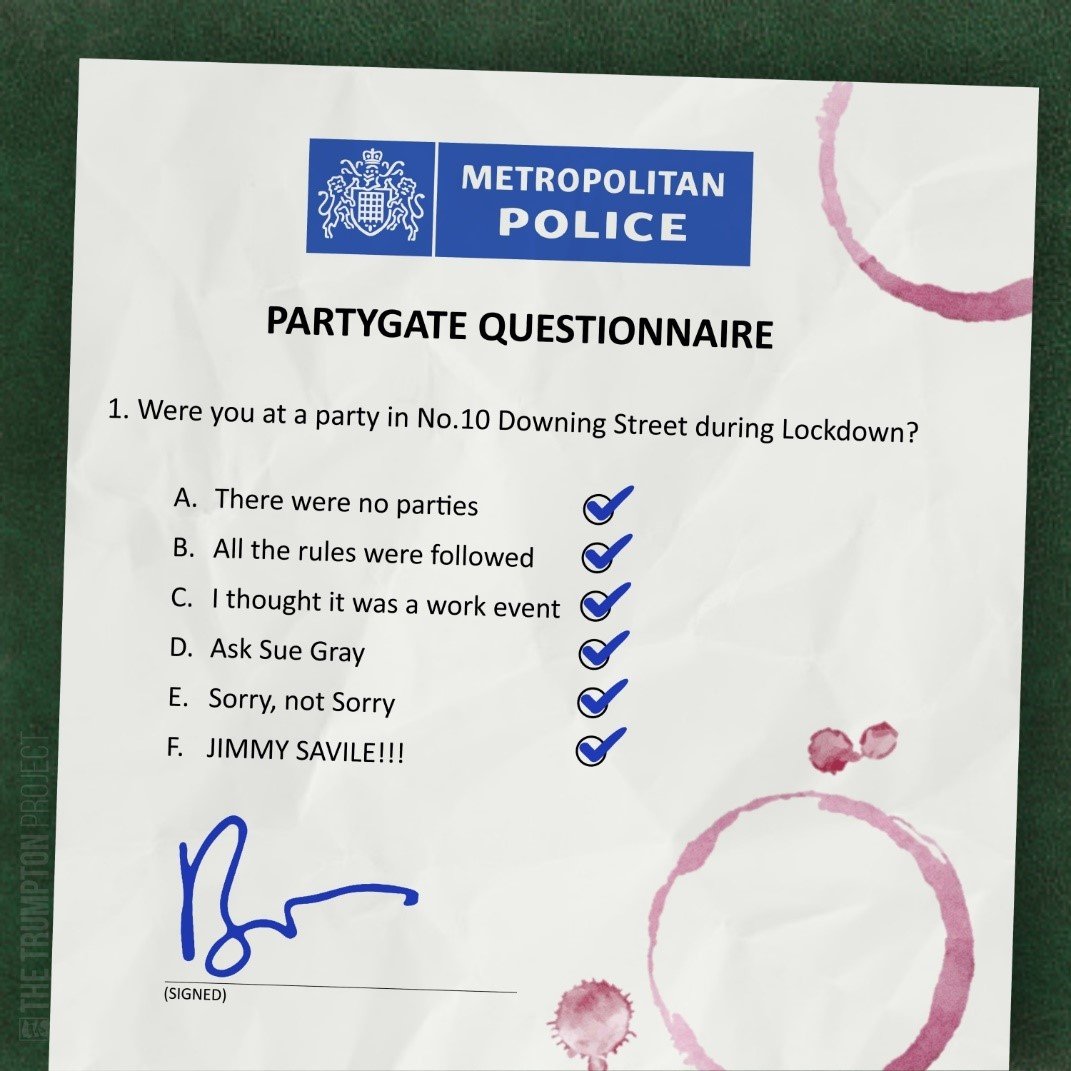 METROPOLITAN
POLICE
PARTYGATE QUESTIONNAIRE
1. Were you at a party in No.10 Downing Street during Lockdown?
A. There were no parties
B. All the rules were followed
C. I thought it was a work event
D. Ask Sue Gray
E. Sorry, not Sorry
F. JIMMY SAVILE!!!
(SIGNED)
THE TRUMPTON PROJECT